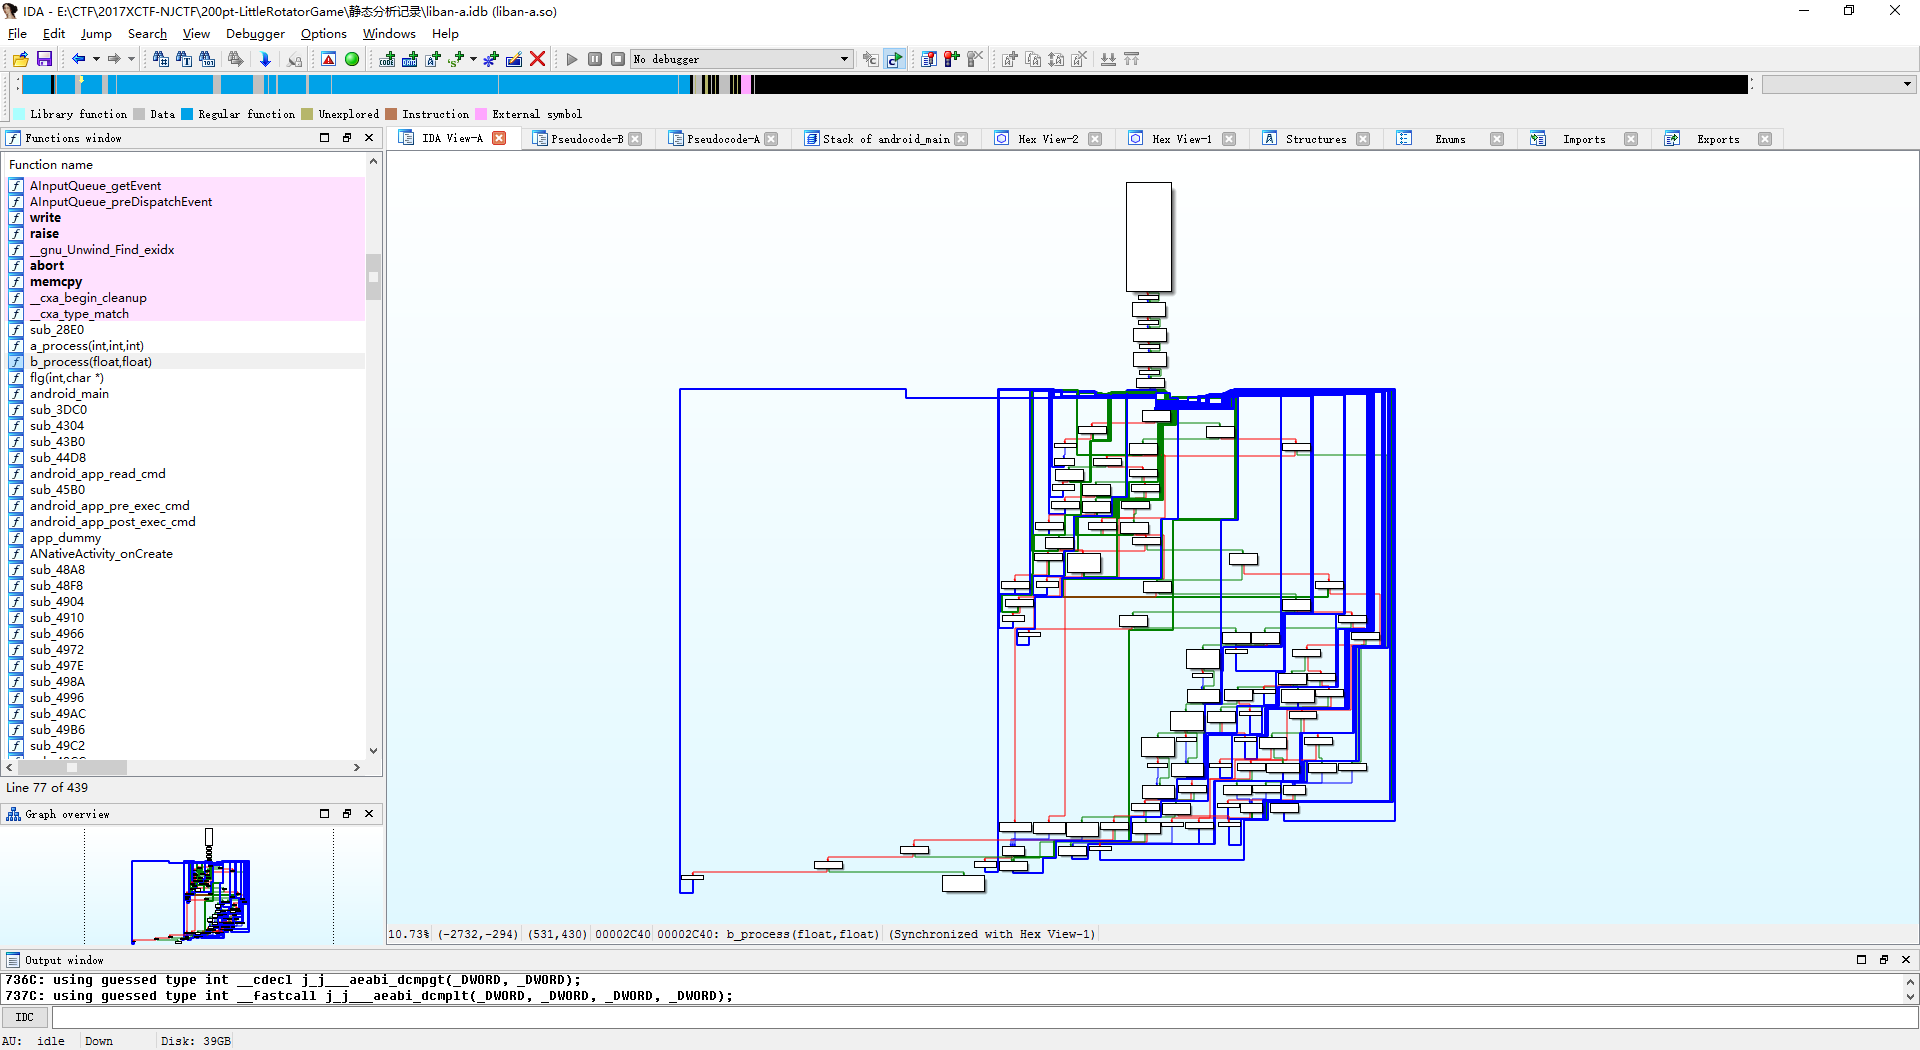 IDA - E:\CTF\2017XCTF-NJCTF\200pt-LittleRotatorGame\静态分析记录\liban-a.idb (liban-a.so)
File Edit Jump Search View Debugger Options Windows Help
No debugger
Library function Data Regular function Unexplored Instruction External symbol
Functions window
IDA View-A Pseudocode-B Pseudocode-A Stack of android_main Hex View-2 Hex View-1 Structures Enums Imports Exports
Function name
AInputQueue_getEvent
AInputQueue_preDispatchEvent
write
raise
__gnu_Unwind_Find_exidx
abort
memcpy
__cxa_begin_cleanup
__cxa_type_match
sub_28E0
a_process(int,int,int)
b_process(float,float)
flg(int,char *)
android_main
sub_3DC0
sub_4304
sub_43B0
sub_44D8
android_app_read_cmd
sub_45B0
android_app_pre_exec_cmd
android_app_post_exec_cmd
app_dummy
ANativeActivity_onCreate
sub_48A8
sub_48F8
sub_4904
sub_4910
sub_4966
sub_4972
sub_497E
sub_498A
sub_4996
sub_49AC
sub_49B6
sub_49C2
Line 77 of 439
Graph overview
10.73% (-2732,-294) (531,430) 00002C40 00002C40: b_process(float,float) (Synchronized with Hex View-1)
Output window
736C: using guessed type int __cdecl j_j___aeabi_dcmpgt(_DWORD, _DWORD);
737C: using guessed type int __fastcall j_j___aeabi_dcmplt(_DWORD, _DWORD, _DWORD, _DWORD);
IDC
AU: idle Down Disk: 39GB